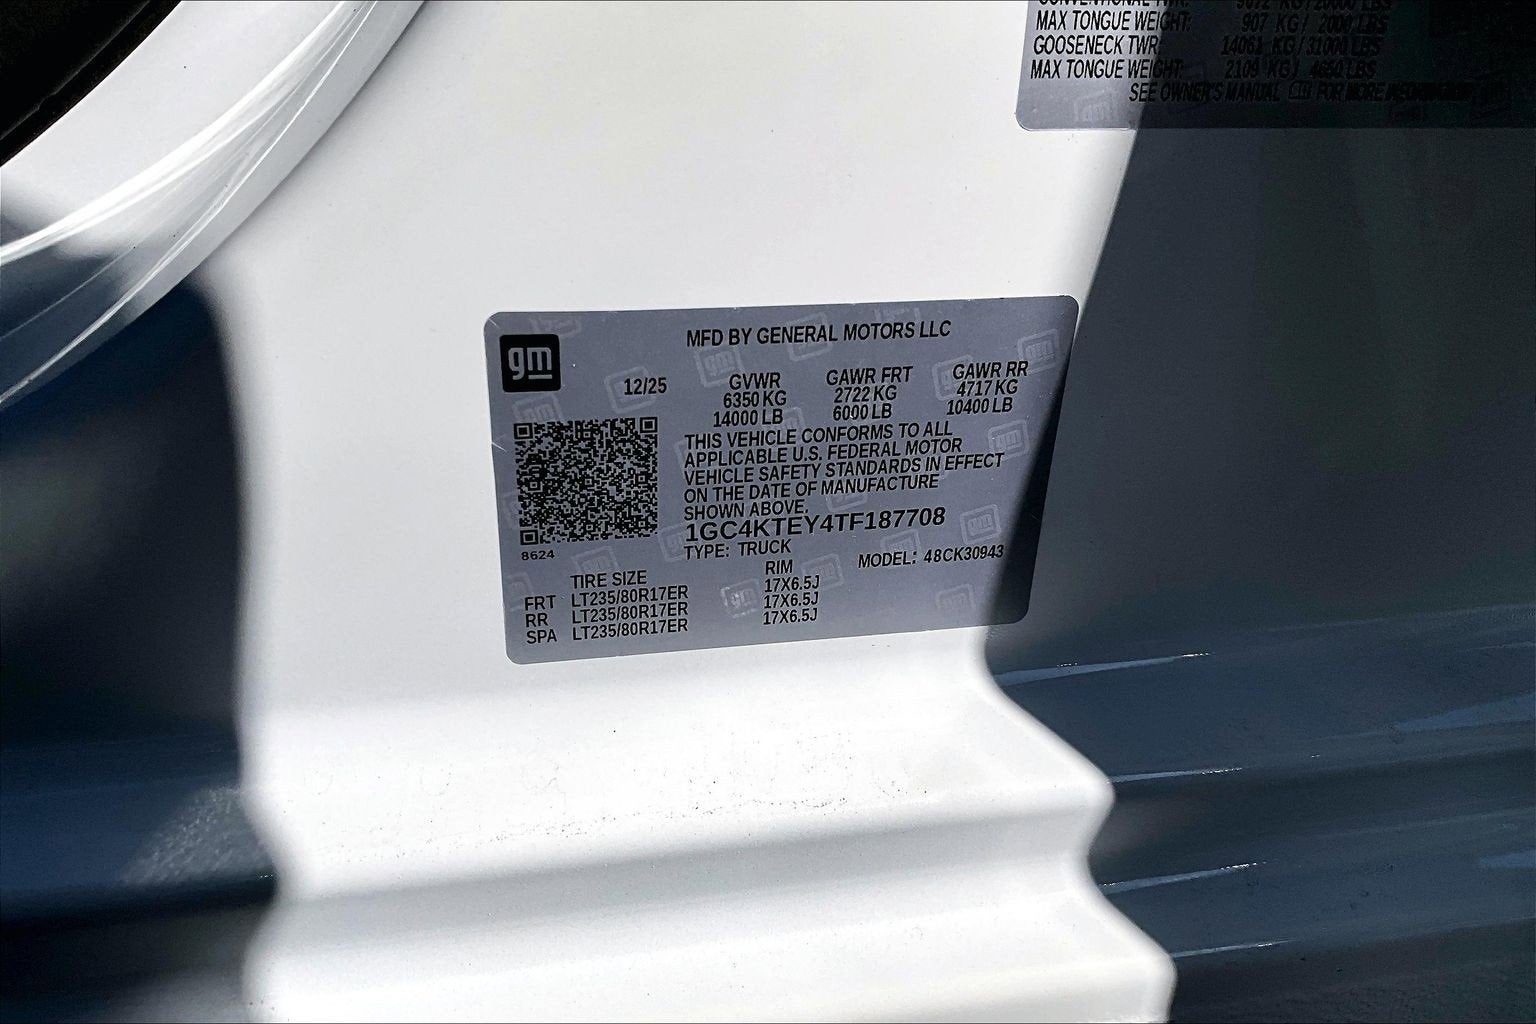 MAX TONGUE WEIGHT: 907 KG / 2000 LBS
GOOSENECK TWR: 14061 KG / 31000 LBS
MAX TONGUE WEIGHT: 2109 KG / 4650 LBS
SEE OWNER'S MANUAL FOR MORE INFORMATION
gm
MFD BY GENERAL MOTORS LLC
12/25 GVWR GAWR FRT GAWR RR
6350 KG 2722 KG 4717 KG
14000 LB 6000 LB 10400 LB
THIS VEHICLE CONFORMS TO ALL
APPLICABLE U.S. FEDERAL MOTOR
VEHICLE SAFETY STANDARDS IN EFFECT
ON THE DATE OF MANUFACTURE
SHOWN ABOVE.
1GC4KTEY4TF187708
8624
TYPE: TRUCK MODEL: 48CK30943
TIRE SIZE RIM
FRT LT235/80R17ER 17X6.5J
RR LT235/80R17ER 17X6.5J
SPA LT235/80R17ER 17X6.5J